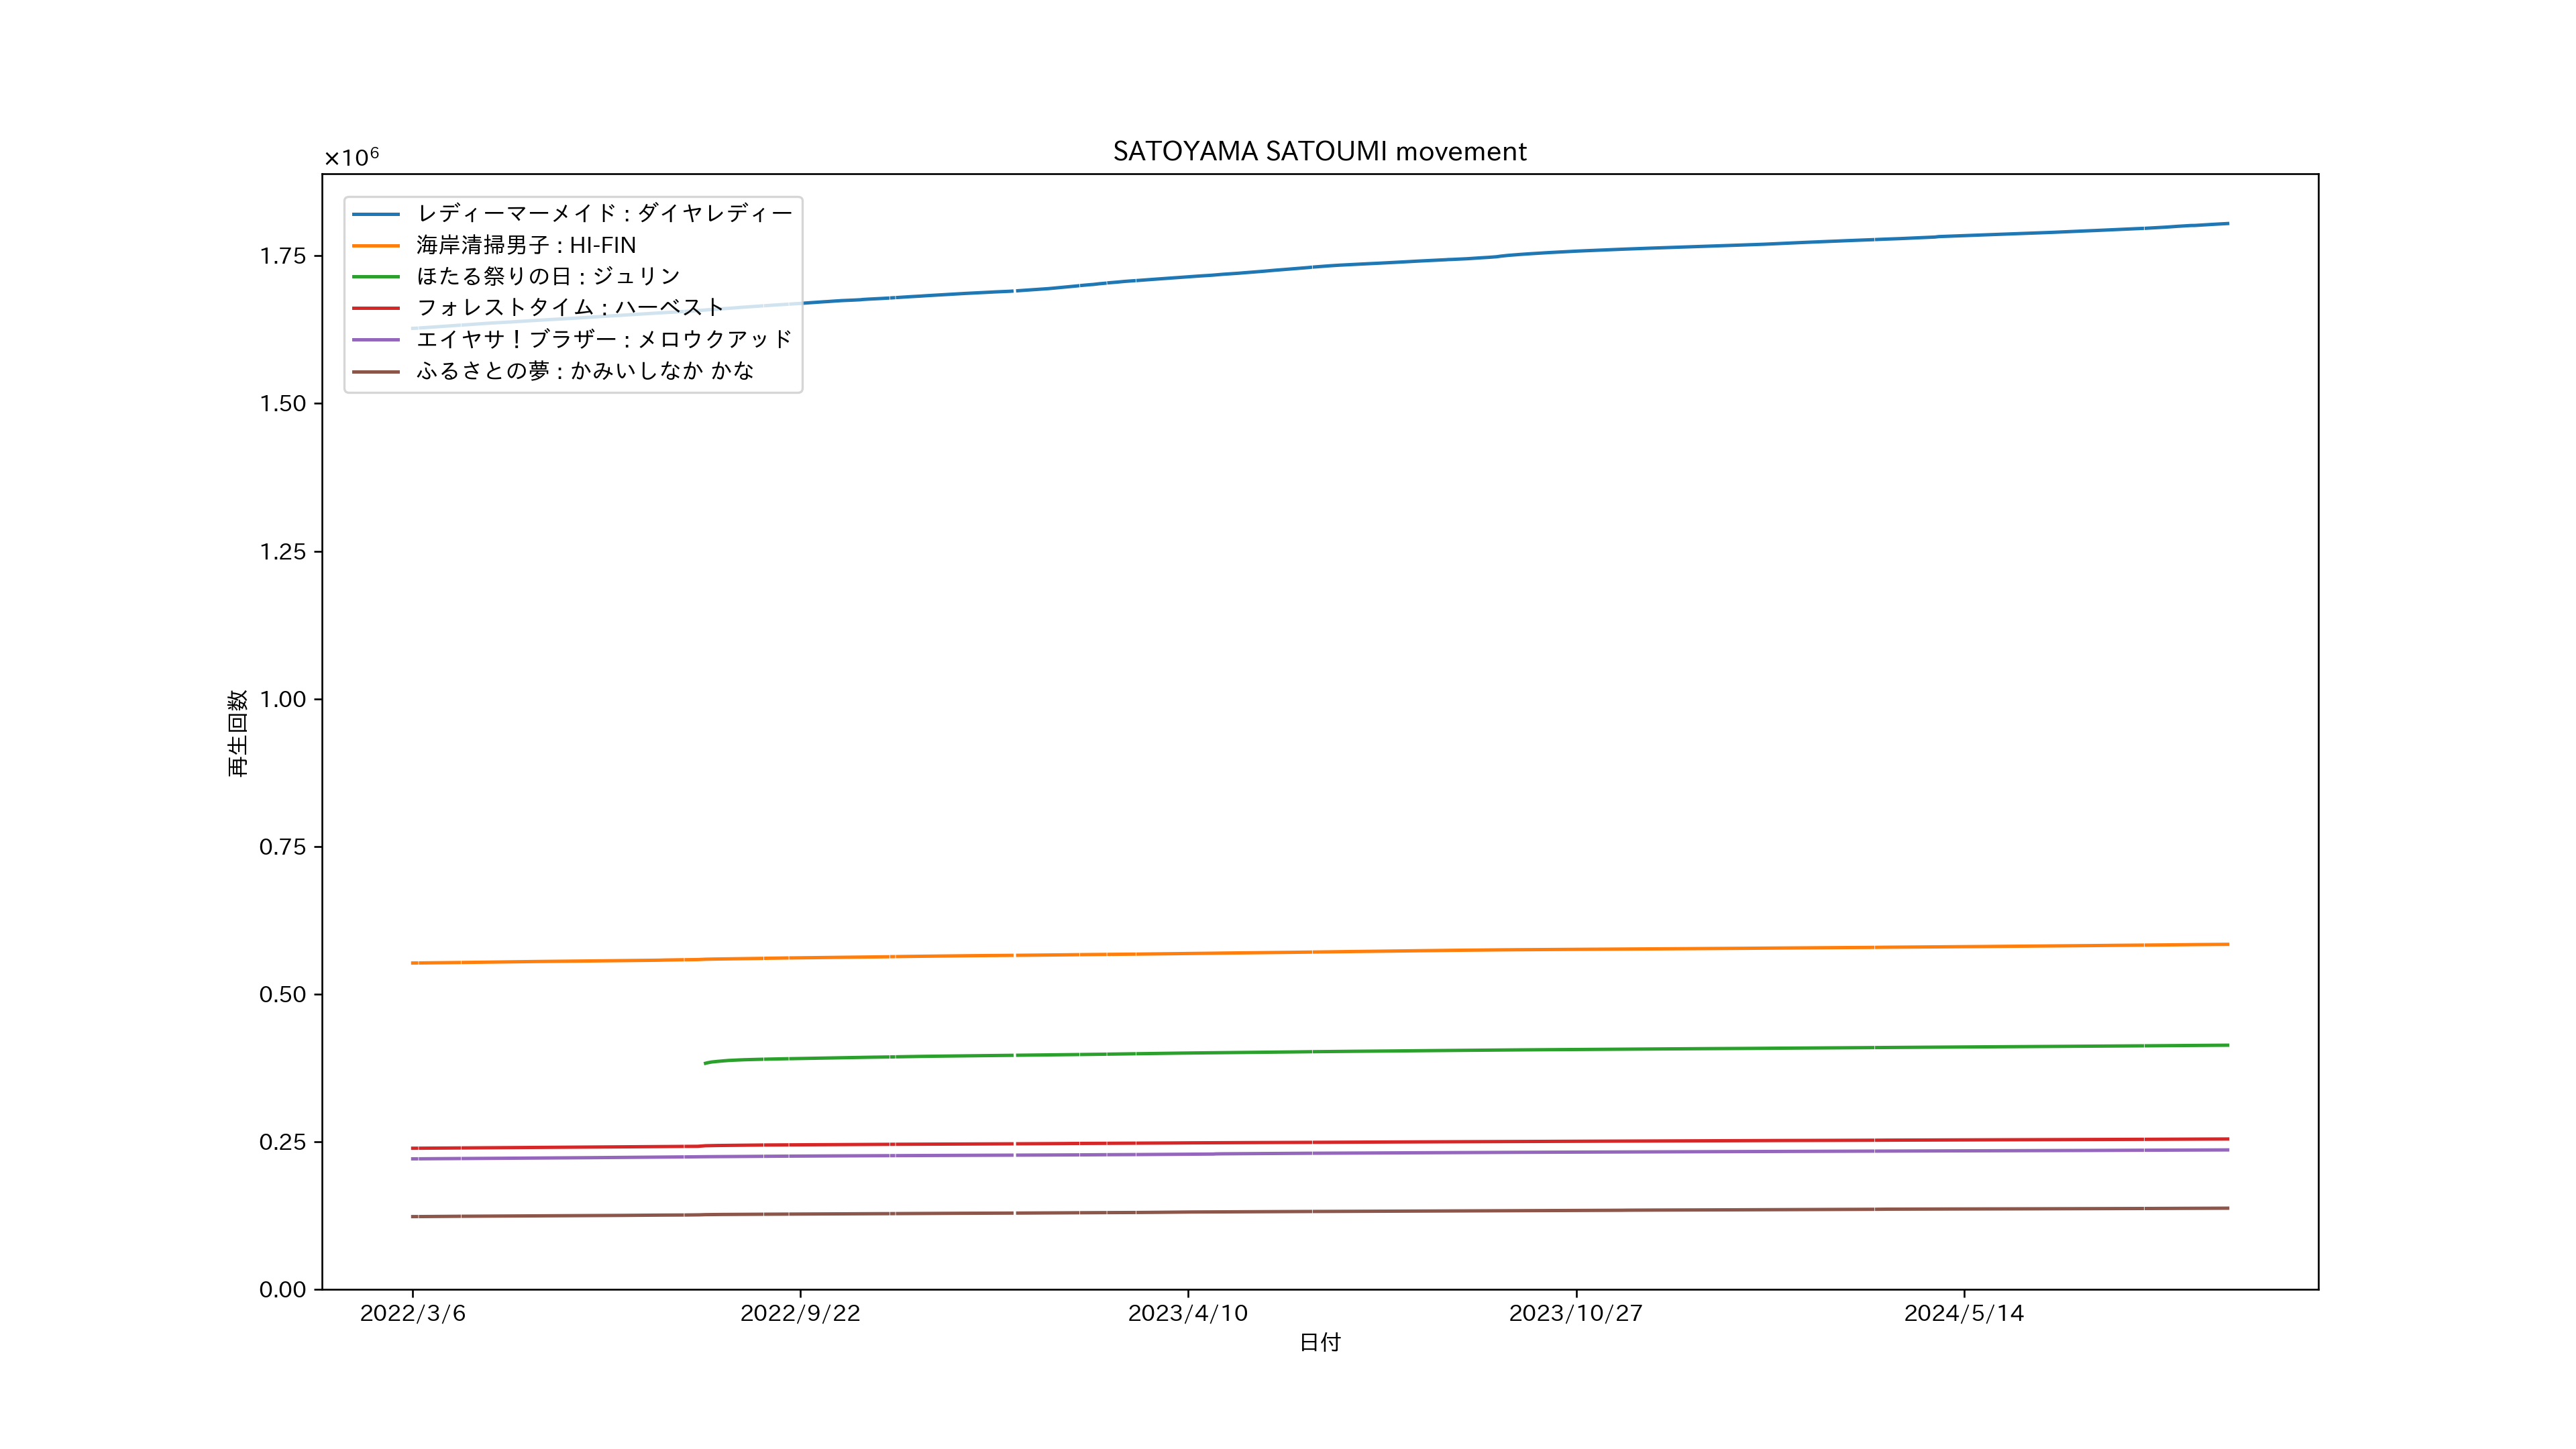 SATOYAMA SATOUMI movement
×10⁶
レディーマーメイド : ダイヤレディー
海岸清掃男子 : HI-FIN
ほたる祭りの日 : ジュリン
フォレストタイム : ハーベスト
エイヤサ！ブラザー : メロウクアッド
ふるさとの夢 : かみいしなか かな
1.75
1.50
1.25
1.00
0.75
0.50
0.25
0.00
再生回数
2022/3/6 2022/9/22 2023/4/10 2023/10/27 2024/5/14
日付